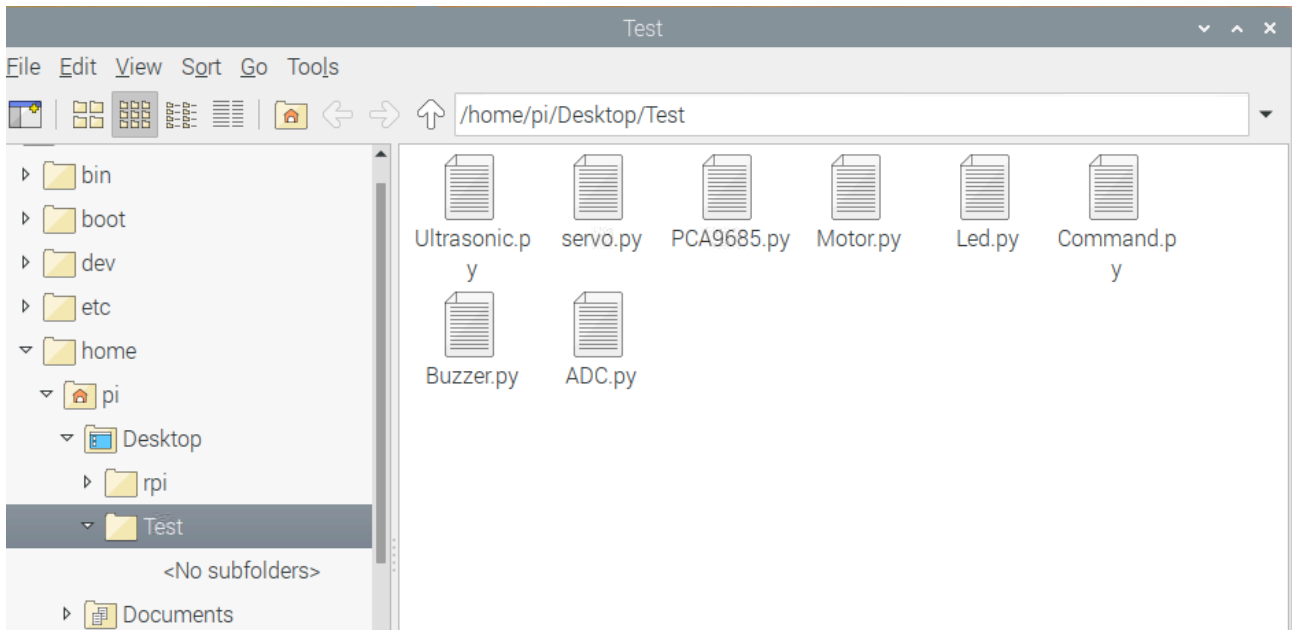 Test
File Edit View Sort Go Tools
/home/pi/Desktop/Test
bin
boot
dev
etc
home
pi
Desktop
rpi
Test
<No subfolders>
Documents
Ultrasonic.p
y
servo.py
PCA9685.py
Motor.py
Led.py
Command.p
y
Buzzer.py
ADC.py